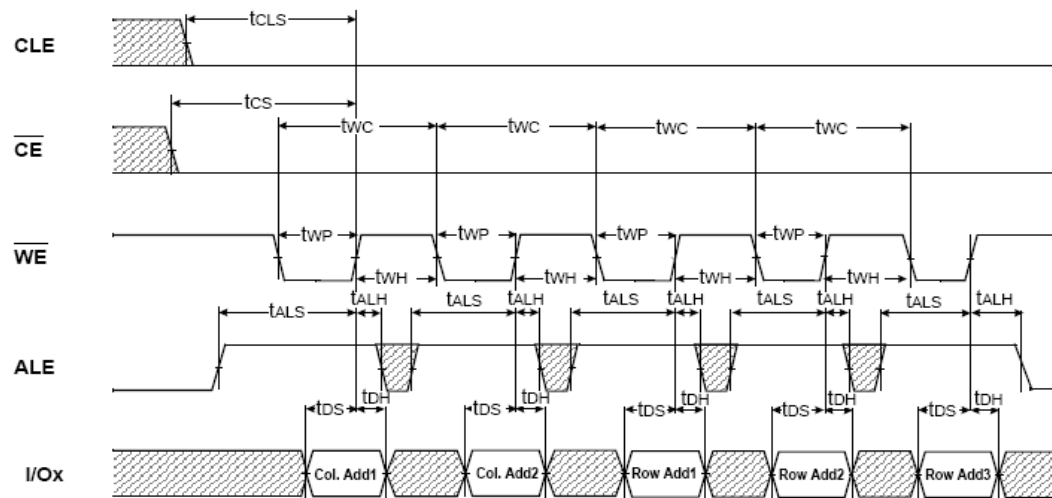 CLE
tCLS
CE
tCS
tWC tWC tWC tWC
WE
tWP tWP tWP tWP
tWH tWH tWH tWH
tALS tALH tALS tALH tALS tALH tALS tALH tALS tALH
ALE
tDS tDH tDS tDH tDS tDH tDS tDH tDS tDH
I/Ox
Col. Add1 Col. Add2 Row Add1 Row Add2 Row Add3